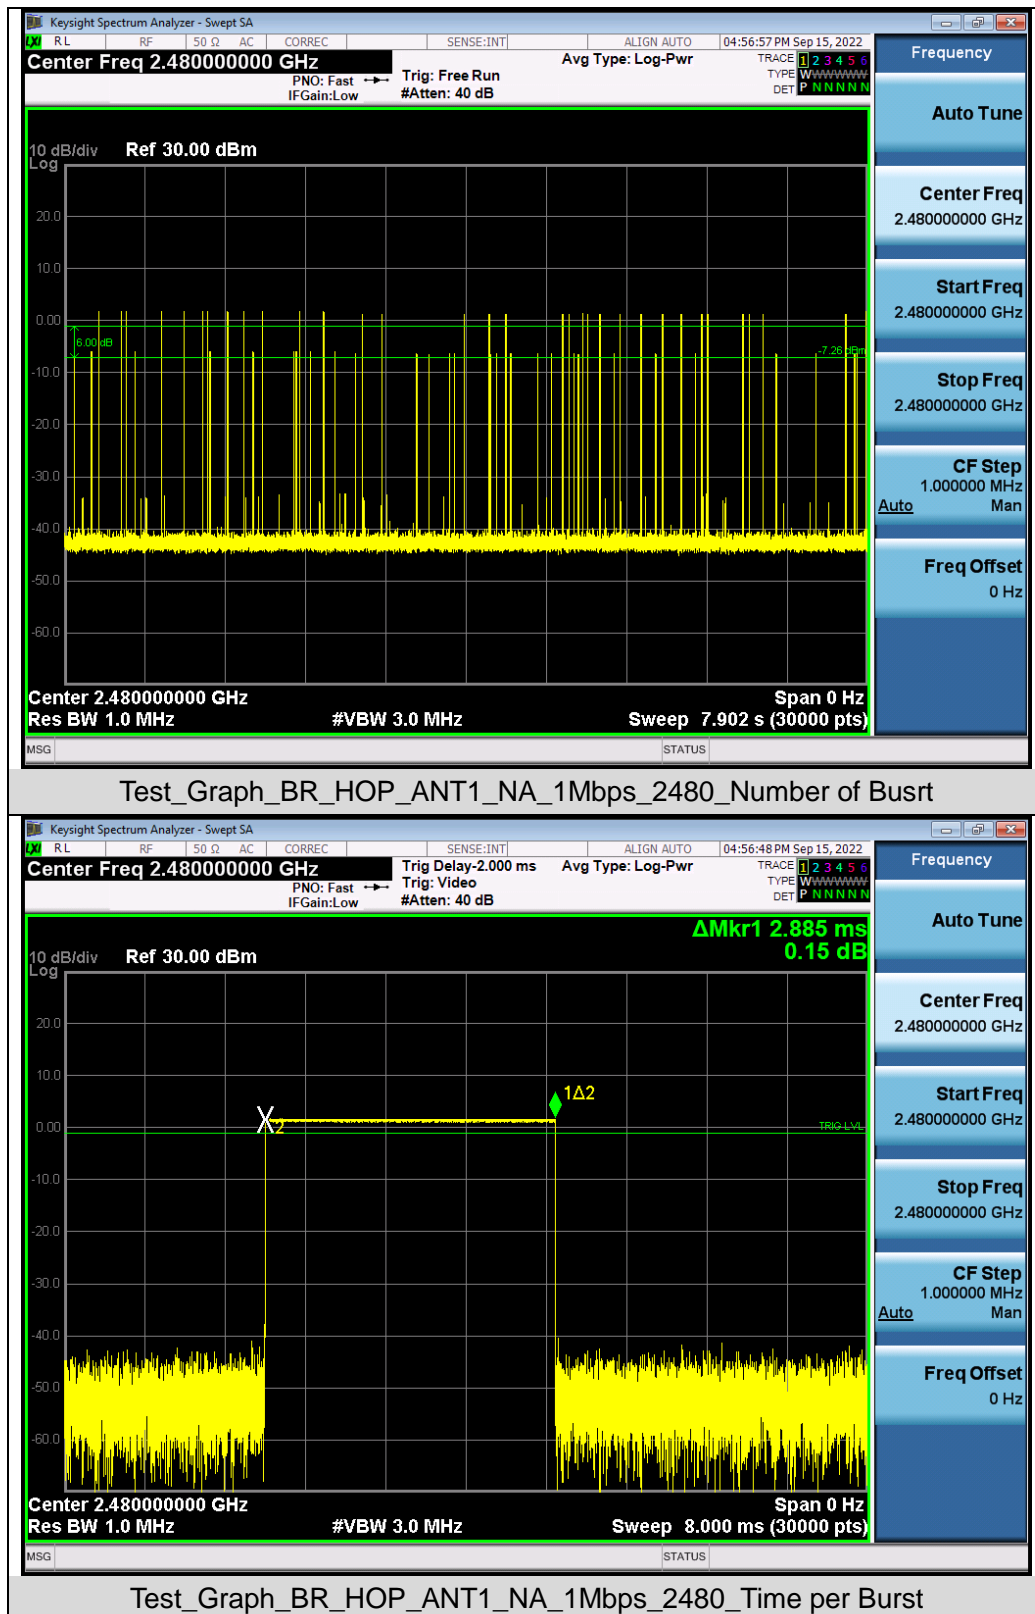 Keysight Spectrum Analyzer - Swept SA
LXI RL RF 50 Ω AC CORREC SENSE:INT ALIGN AUTO 04:56:57 PM Sep 15, 2022
Center Freq 2.480000000 GHz
PNO: Fast
IFGain:Low
Trig: Free Run
#Atten: 40 dB
Avg Type: Log-Pwr
TRACE 1 2 3 4 5 6
TYPE WWWWWW
DET P N N N N N
10 dB/div
Log
Ref 30.00 dBm
20.0
10.0
0.00
6.00 dB
-7.26 dBm
-10.0
-20.0
-30.0
-40.0
-50.0
-60.0
Center 2.480000000 GHz
Span 0 Hz
Res BW 1.0 MHz
#VBW 3.0 MHz
Sweep 7.902 s (30000 pts)
MSG
STATUS
Frequency
Auto Tune
Center Freq
2.480000000 GHz
Start Freq
2.480000000 GHz
Stop Freq
2.480000000 GHz
CF Step
1.000000 MHz
Auto Man
Freq Offset
0 Hz
Test_Graph_BR_HOP_ANT1_NA_1Mbps_2480_Number of Busrt
Keysight Spectrum Analyzer - Swept SA
LXI RL RF 50 Ω AC CORREC SENSE:INT ALIGN AUTO 04:56:48 PM Sep 15, 2022
Center Freq 2.480000000 GHz
PNO: Fast
IFGain:Low
Trig Delay-2.000 ms
Trig: Video
#Atten: 40 dB
Avg Type: Log-Pwr
TRACE 1 2 3 4 5 6
TYPE WWWWWW
DET P N N N N N
ΔMkr1 2.885 ms
0.15 dB
10 dB/div
Log
Ref 30.00 dBm
20.0
10.0
1Δ2
0.00
2
TRIG LVL
-10.0
-20.0
-30.0
-40.0
-50.0
-60.0
Center 2.480000000 GHz
Span 0 Hz
Res BW 1.0 MHz
#VBW 3.0 MHz
Sweep 8.000 ms (30000 pts)
MSG
STATUS
Frequency
Auto Tune
Center Freq
2.480000000 GHz
Start Freq
2.480000000 GHz
Stop Freq
2.480000000 GHz
CF Step
1.000000 MHz
Auto Man
Freq Offset
0 Hz
Test_Graph_BR_HOP_ANT1_NA_1Mbps_2480_Time per Burst